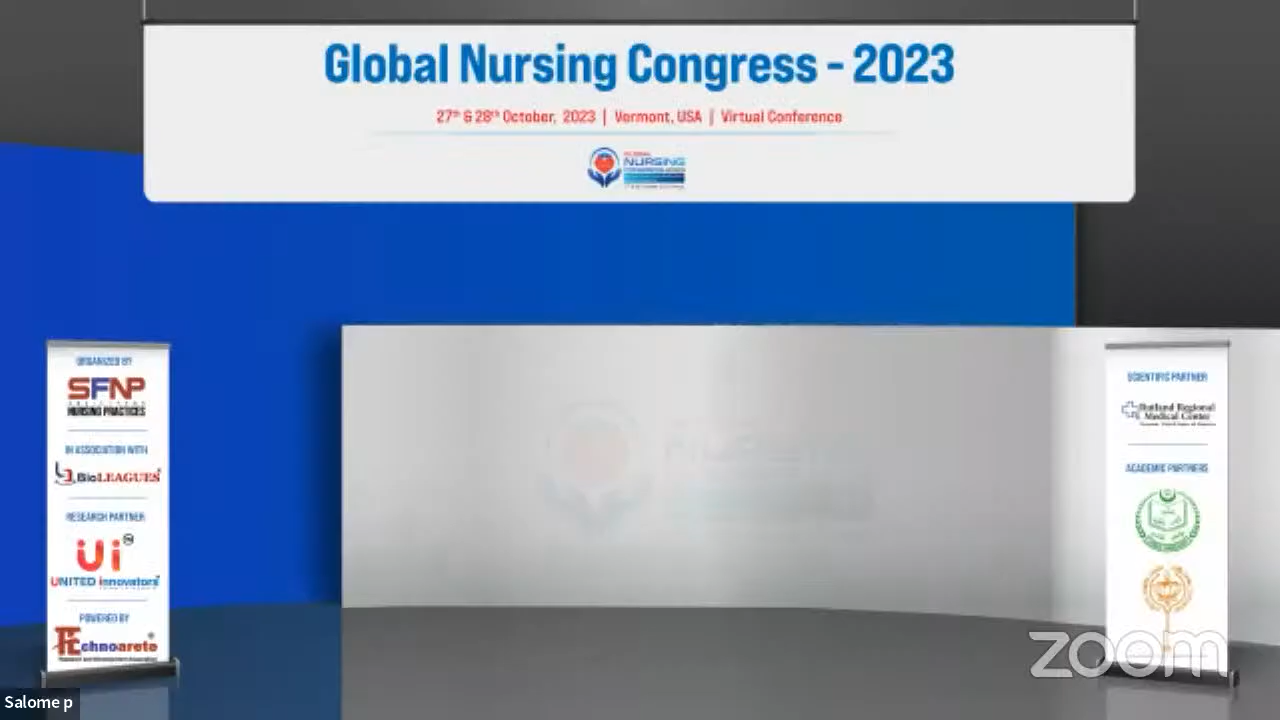 Global Nursing Congress - 2023
27th & 28th October, 2023 | Vermont, USA | Virtual Conference
NURSING
ORGANIZED BY
SFNP
NURSING PRACTICES
IN ASSOCIATION WITH
BioLEAGUES
RESEARCH PARTNER
Ui
UNITED innovators
POWERED BY
TEchnoarete
SCIENTIFIC PARTNER
Rutland Regional
Medical Center
ACADEMIC PARTNERS
zoom
Salome p